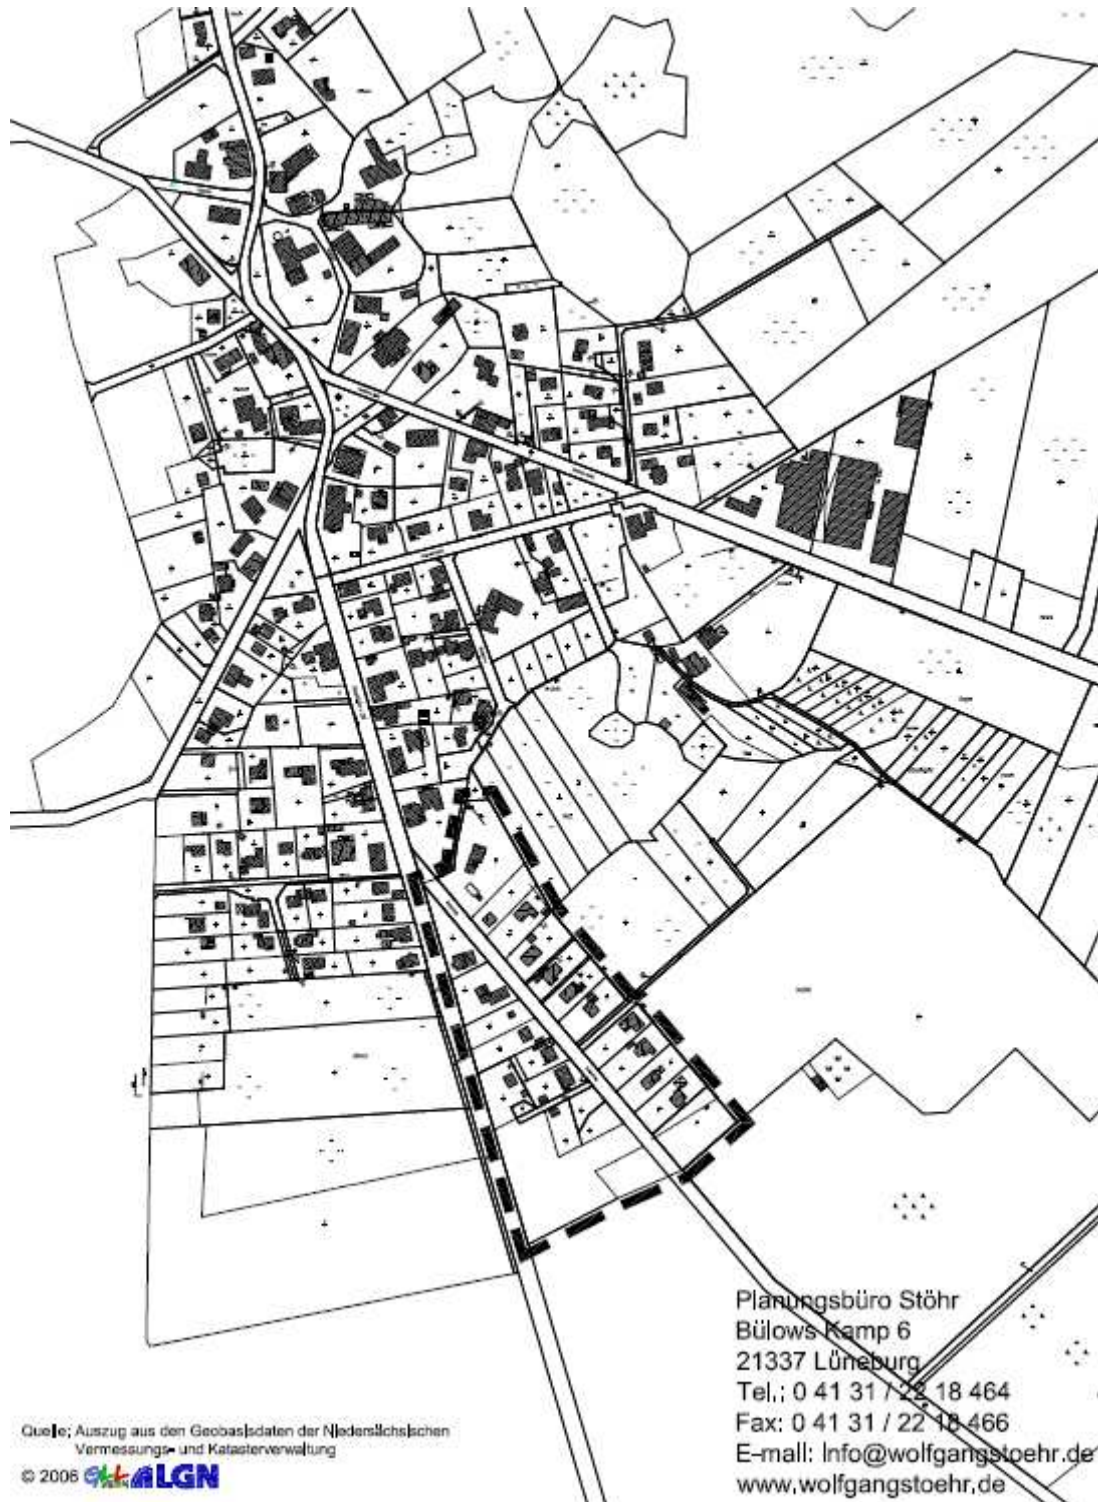 Planungsbüro Stöhr
Bülows Kamp 6
21337 Lüneburg
Tel.: 0 41 31 / 22 18 464
Fax: 0 41 31 / 22 18 466
E-mail: Info@wolfgangstoehr.de
www.wolfgangstoehr.de
Quelle: Auszug aus den Geobasisdaten der Niedersächsischen
Vermessungs- und Katasterverwaltung
© 2006 LGN